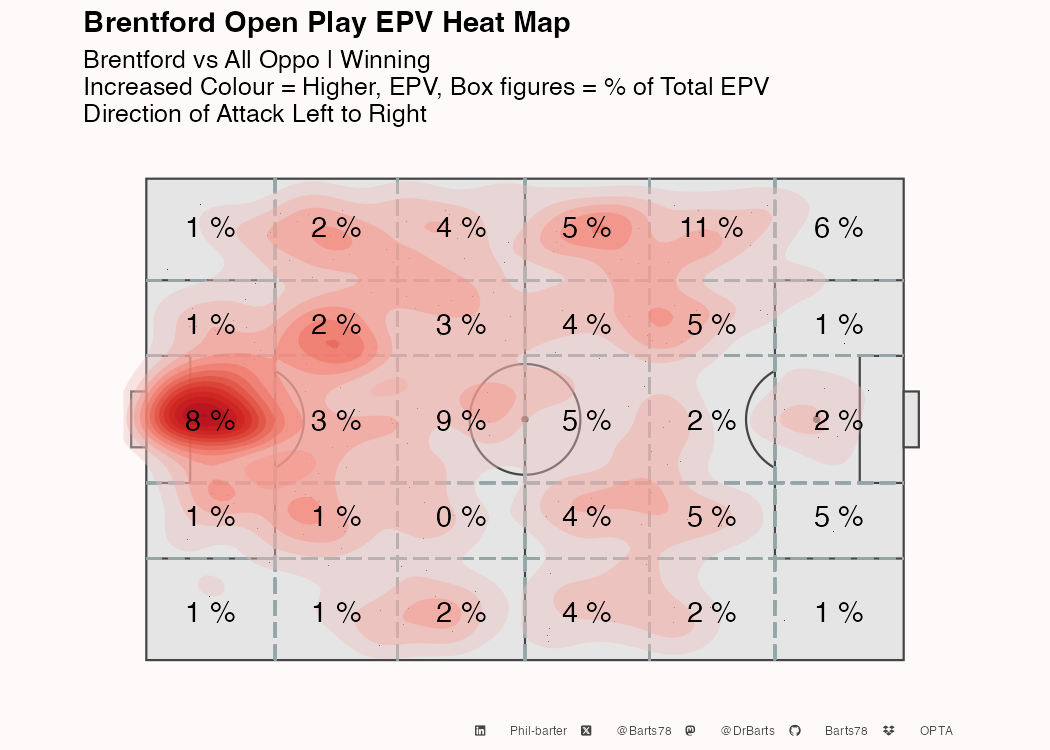 Brentford Open Play EPV Heat Map
Brentford vs All Oppo | Winning
Increased Colour = Higher, EPV, Box figures = % of Total EPV
Direction of Attack Left to Right
1 % 2 % 4 % 5 % 11 % 6 %
1 % 2 % 3 % 4 % 5 % 1 %
8 % 3 % 9 % 5 % 2 % 2 %
1 % 1 % 0 % 4 % 5 % 5 %
1 % 1 % 2 % 4 % 2 % 1 %
Phil-barter @Barts78 @DrBarts Barts78 OPTA